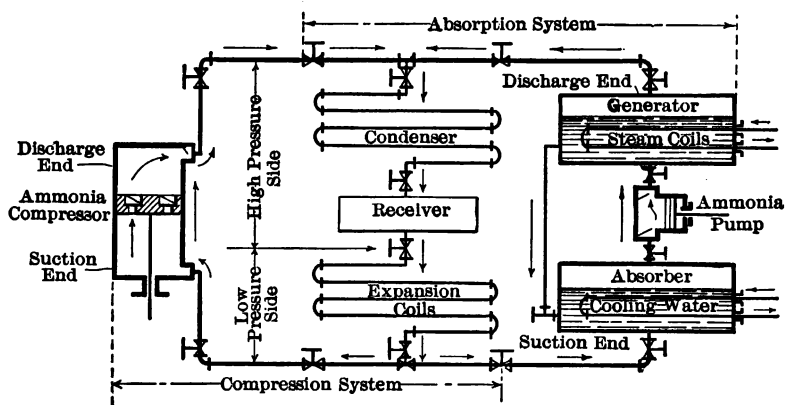 Absorption System
Discharge End
Generator
Steam Coils
Condenser
Discharge
End
High Pressure
Side
Ammonia
Compressor
Receiver
Ammonia
Pump
Suction
End
Low
Pressure
Side
Expansion
Coils
Absorber
Cooling Water
Suction End
Compression System